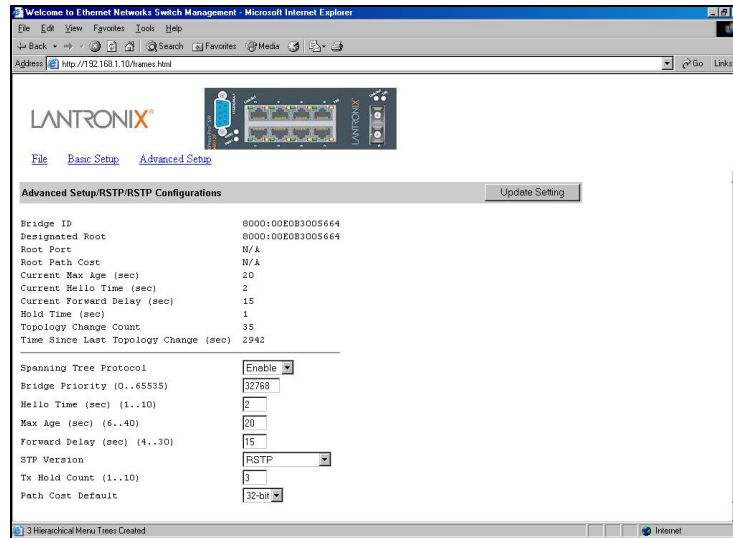 Welcome to Ethernet Networks Switch Management - Microsoft Internet Explorer
File Edit View Favorites Tools Help
Back Search Favorites Media
Address http://192.168.1.10/frames.html Go Links
LANTRONIX®
LANTRONIX
File Basic Setup Advanced Setup
Advanced Setup/RSTP/RSTP Configurations Update Setting
Bridge ID 8000:00E0B3005664
Designated Root 8000:00E0B3005664
Root Port N/A
Root Path Cost N/A
Current Max Age (sec) 20
Current Hello Time (sec) 2
Current Forward Delay (sec) 15
Hold Time (sec) 1
Topology Change Count 35
Time Since Last Topology Change (sec) 2942
Spanning Tree Protocol Enable
Bridge Priority (0..65535) 32768
Hello Time (sec) (1..10) 2
Max Age (sec) (6..40) 20
Forward Delay (sec) (4..30) 15
STP Version RSTP
Tx Hold Count (1..10) 3
Path Cost Default 32-bit
3 Hierarchical Menu Trees Created Internet